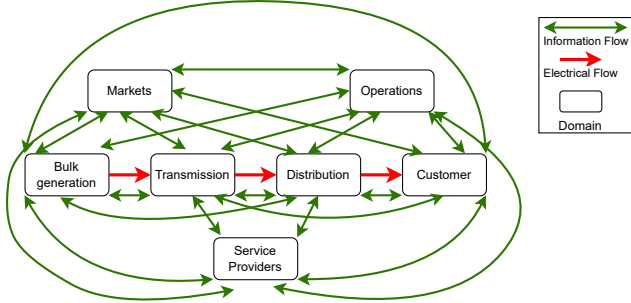 Information Flow
Electrical Flow
Domain
Markets
Operations
Bulk
generation
Transmission
Distribution
Customer
Service
Providers